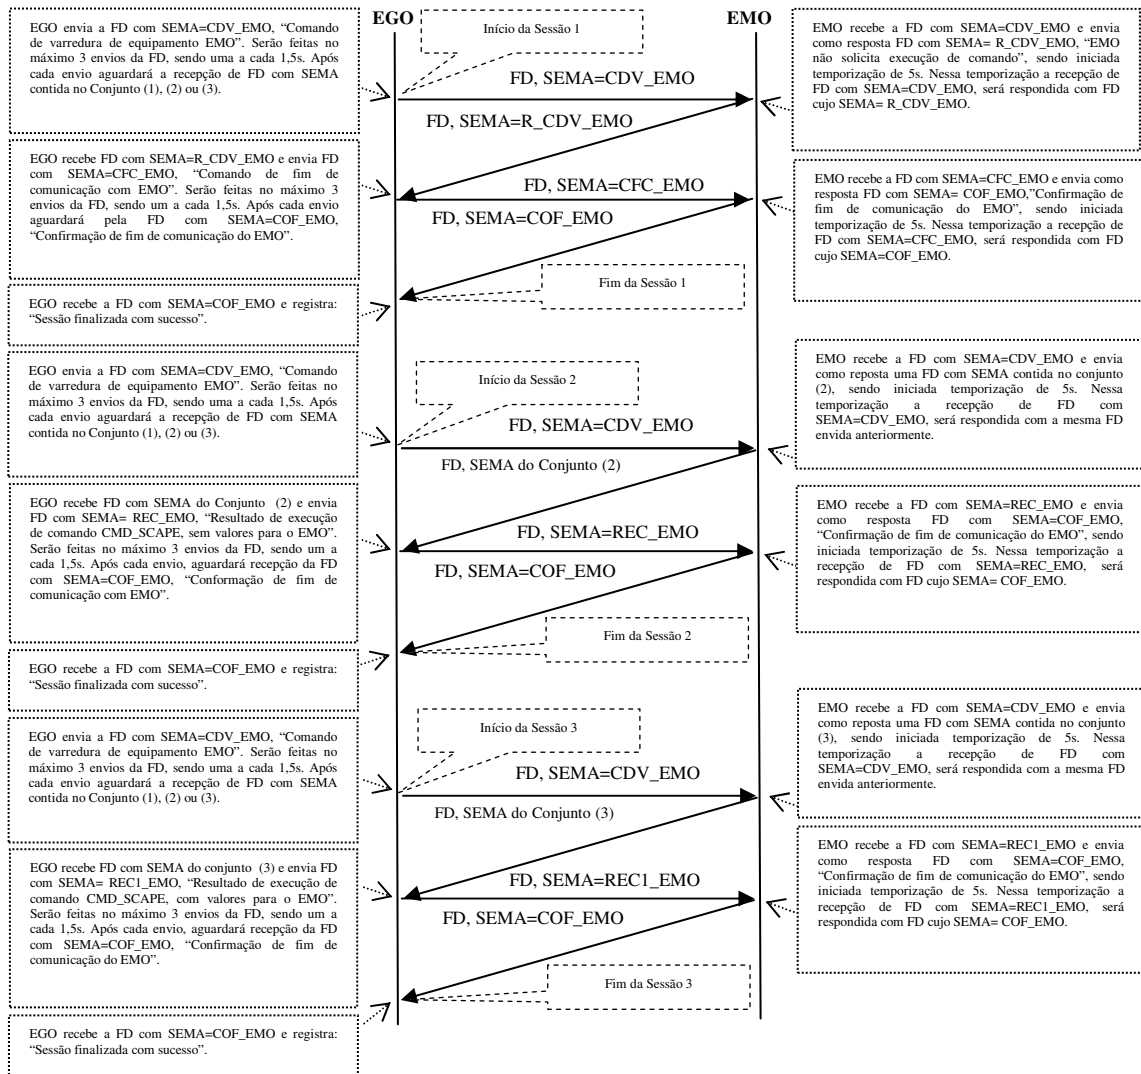 EGO
EMO
EGO envia a FD com SEMA=CDV_EMO, “Comando
de varredura de equipamento EMO”. Serão feitas no
máximo 3 envios da FD, sendo uma a cada 1,5s. Após
cada envio aguardará a recepção de FD com SEMA
contida no Conjunto (1), (2) ou (3).
Início da Sessão 1
EMO recebe a FD com SEMA=CDV_EMO e envia
como resposta FD com SEMA= R_CDV_EMO, “EMO
não solicita execução de comando”, sendo iniciada
temporização de 5s. Nessa temporização a recepção de
FD com SEMA=CDV_EMO, será respondida com FD
cujo SEMA= R_CDV_EMO.
FD, SEMA=CDV_EMO
FD, SEMA=R_CDV_EMO
EGO recebe FD com SEMA=R_CDV_EMO e envia FD
com SEMA=CFC_EMO, “Comando de fim de
comunicação com EMO”. Serão feitas no máximo 3
envios da FD, sendo um a cada 1,5s. Após cada envio
aguardará pela FD com SEMA=COF_EMO,
“Confirmação de fim de comunicação do EMO”.
FD, SEMA=CFC_EMO
FD, SEMA=COF_EMO
EMO recebe a FD com SEMA=CFC_EMO e envia como
resposta FD com SEMA= COF_EMO,”Confirmação de
fim de comunicação do EMO”, sendo iniciada
temporização de 5s. Nessa temporização a recepção de
FD com SEMA=CFC_EMO, será respondida com FD
cujo SEMA=COF_EMO.
Fim da Sessão 1
EGO recebe a FD com SEMA=COF_EMO e registra:
“Sessão finalizada com sucesso”.
EGO envia a FD com SEMA=CDV_EMO, “Comando
de varredura de equipamento EMO”. Serão feitas no
máximo 3 envios da FD, sendo uma a cada 1,5s. Após
cada envio aguardará a recepção de FD com SEMA
contida no Conjunto (1), (2) ou (3).
Início da Sessão 2
EMO recebe a FD com SEMA=CDV_EMO e envia
como reposta uma FD com SEMA contida no conjunto
(2), sendo iniciada temporização de 5s. Nessa
temporização a recepção de FD com
SEMA=CDV_EMO, será respondida com a mesma FD
envida anteriormente.
FD, SEMA=CDV_EMO
FD, SEMA do Conjunto (2)
EGO recebe FD com SEMA do Conjunto (2) e envia
FD com SEMA= REC_EMO, “Resultado de execução
de comando CMD_SCAPE, sem valores para o EMO”.
Serão feitas no máximo 3 envios da FD, sendo um a
cada 1,5s. Após cada envio, aguardará recepção da FD
com SEMA=COF_EMO, “Conformação de fim de
comunicação com EMO”.
FD, SEMA=REC_EMO
FD, SEMA=COF_EMO
EMO recebe a FD com SEMA=REC_EMO e envia
como resposta FD com SEMA=COF_EMO,
“Confirmação de fim de comunicação do EMO”, sendo
iniciada temporização de 5s. Nessa temporização a
recepção de FD com SEMA=REC_EMO, será
respondida com FD cujo SEMA= COF_EMO.
Fim da Sessão 2
EGO recebe a FD com SEMA=COF_EMO e registra:
“Sessão finalizada com sucesso”.
EGO envia a FD com SEMA=CDV_EMO, “Comando
de varredura de equipamento EMO”. Serão feitas no
máximo 3 envios da FD, sendo uma a cada 1,5s. Após
cada envio aguardará a recepção de FD com SEMA
contida no Conjunto (1), (2) ou (3).
Início da Sessão 3
EMO recebe a FD com SEMA=CDV_EMO e envia
como reposta uma FD com SEMA contida no conjunto
(3), sendo iniciada temporização de 5s. Nessa
temporização a recepção de FD com
SEMA=CDV_EMO, será respondida com a mesma FD
envida anteriormente.
FD, SEMA=CDV_EMO
FD, SEMA do Conjunto (3)
EGO recebe FD com SEMA do conjunto (3) e envia FD
com SEMA= REC1_EMO, “Resultado de execução de
comando CMD_SCAPE, com valores para o EMO”.
Serão feitas no máximo 3 envios da FD, sendo um a
cada 1,5s. Após cada envio, aguardará recepção da FD
com SEMA=COF_EMO, “Confirmação de fim de
comunicação do EMO”.
FD, SEMA=REC1_EMO
FD, SEMA=COF_EMO
EMO recebe a FD com SEMA=REC1_EMO e envia
como resposta FD com SEMA=COF_EMO,
“Confirmação de fim de comunicação do EMO”, sendo
iniciada temporização de 5s. Nessa temporização a
recepção de FD com SEMA=REC1_EMO, será
respondida com FD cujo SEMA= COF_EMO.
Fim da Sessão 3
EGO recebe a FD com SEMA=COF_EMO e registra:
“Sessão finalizada com sucesso”.